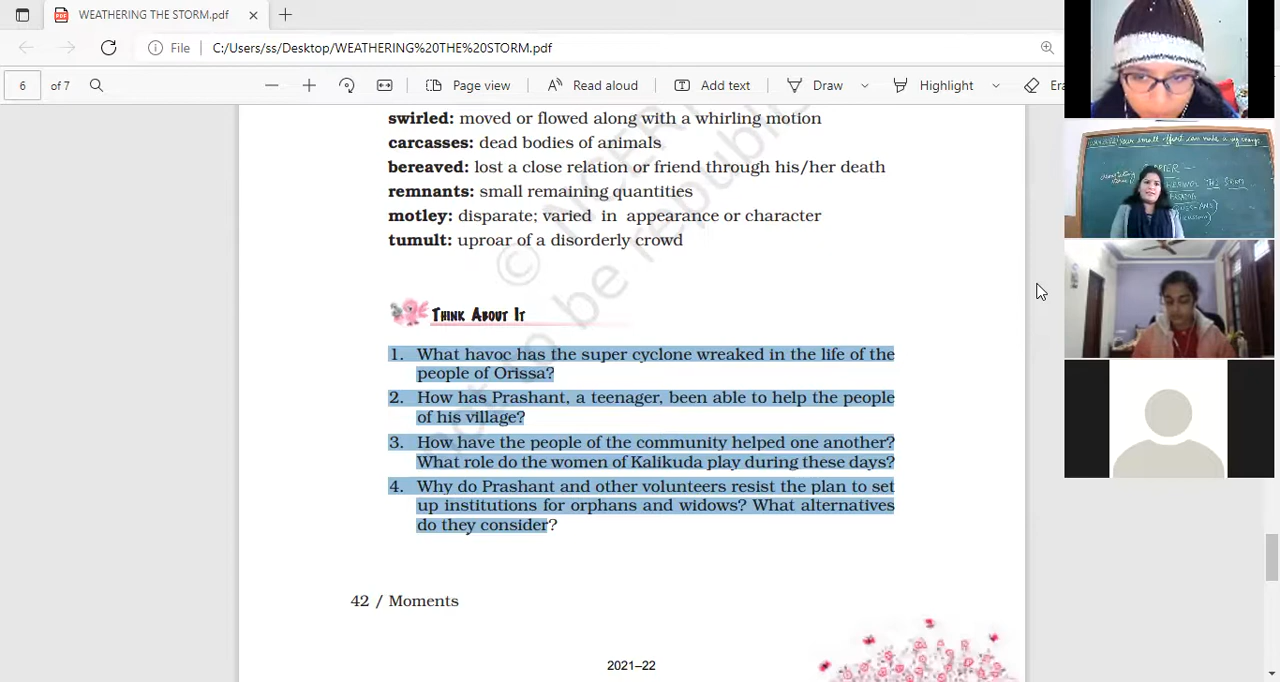 WEATHERING THE STORM.pdf
File C:/Users/ss/Desktop/WEATHERING%20THE%20STORM.pdf
6 of 7 Page view Read aloud Add text Draw Highlight
swirled: moved or flowed along with a whirling motion
carcasses: dead bodies of animals
bereaved: lost a close relation or friend through his/her death
remnants: small remaining quantities
motley: disparate; varied in appearance or character
tumult: uproar of a disorderly crowd
THINK ABOUT IT
1. What havoc has the super cyclone wreaked in the life of the
people of Orissa?
2. How has Prashant, a teenager, been able to help the people
of his village?
3. How have the people of the community helped one another?
What role do the women of Kalikuda play during these days?
4. Why do Prashant and other volunteers resist the plan to set
up institutions for orphans and widows? What alternatives
do they consider?
42 / Moments
2021–22